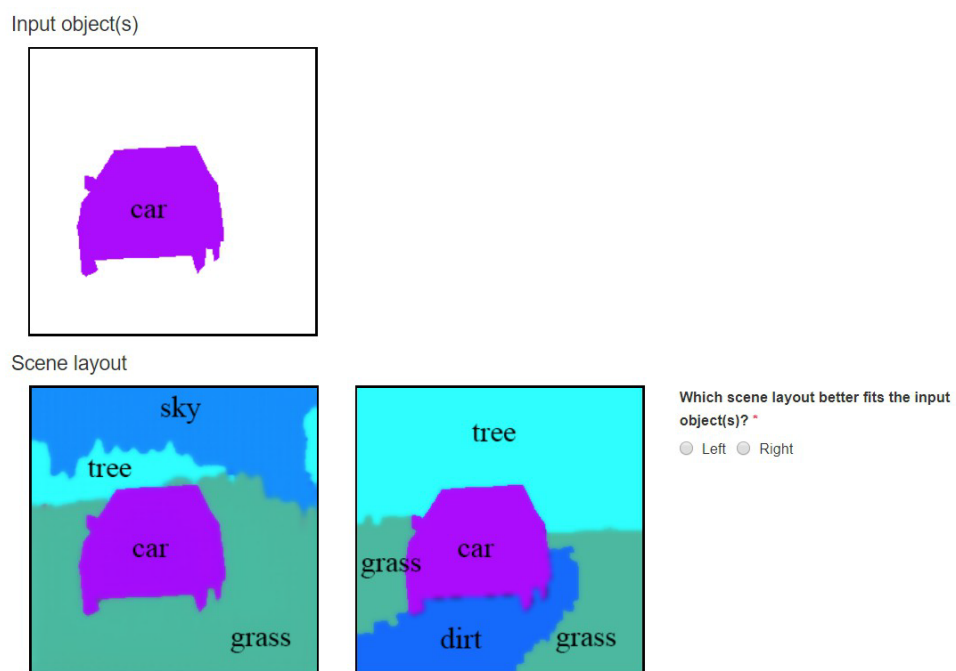 Input object(s)
car
Scene layout
sky
tree
car
grass
tree
grass
car
dirt
grass
Which scene layout better fits the input
object(s)? *
Left Right